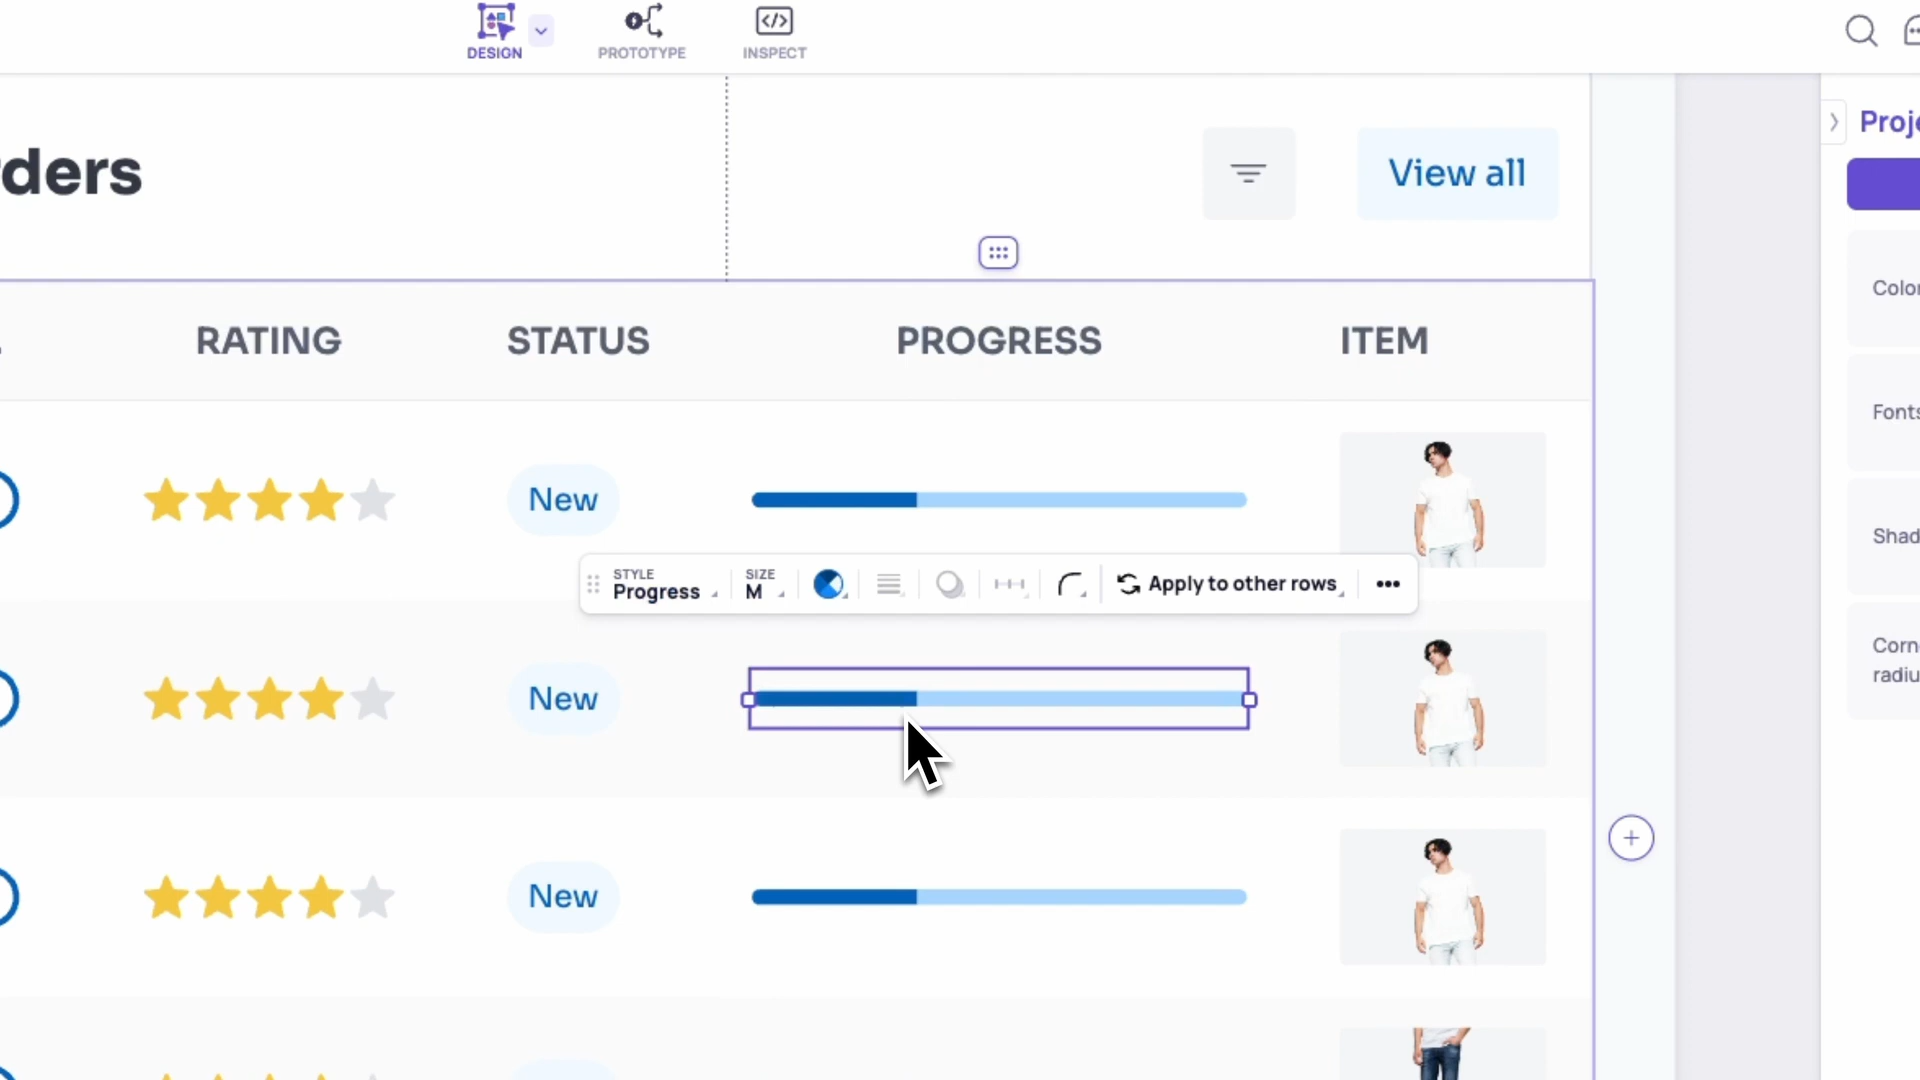 DESIGN
PROTOTYPE
INSPECT
ders
View all
Proje
Color
Fonts
Shad
Corn
radiu
RATING STATUS PROGRESS ITEM
New
STYLE
Progress
SIZE
M
Apply to other rows
New
New